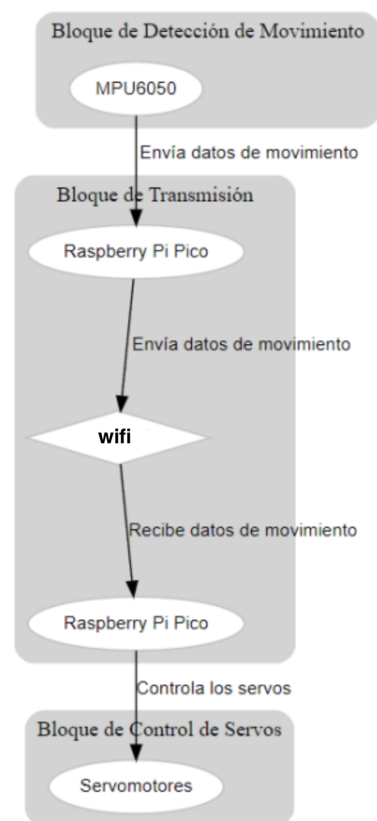 Bloque de Detección de Movimiento
MPU6050
Envía datos de movimiento
Bloque de Transmisión
Raspberry Pi Pico
Envía datos de movimiento
wifi
Recibe datos de movimiento
Raspberry Pi Pico
Controla los servos
Bloque de Control de Servos
Servomotores